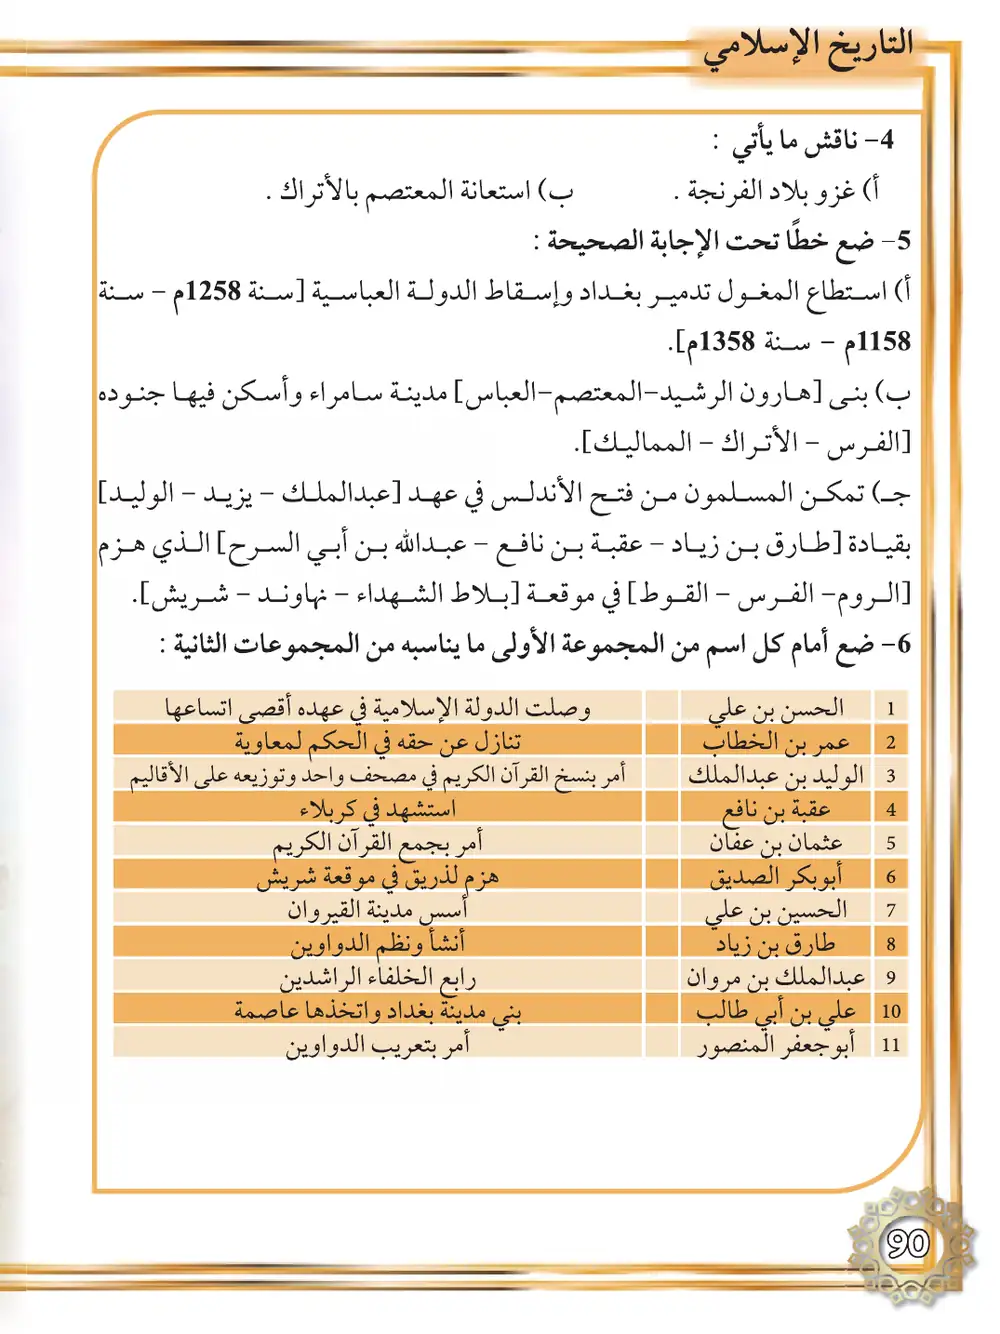 التاريخ الإسلامي
4- ناقش ما يأتي :
أ) غزو بلاد الفرنجة . ب) استعانة المعتصم بالأتراك .
5- ضع خطًا تحت الإجابة الصحيحة :
أ) استطاع المغول تدمير بغداد وإسقاط الدولة العباسية [سنة 1258م - سنة
1158م - سنة 1358م].
ب) بنى [هارون الرشيد-المعتصم-العباس] مدينة سامراء وأسكن فيها جنوده
[الفرس - الأتراك - المماليك].
جـ) تمكن المسلمون من فتح الأندلس في عهد [عبدالملك - يزيد - الوليد]
بقيادة [طارق بن زياد - عقبة بن نافع - عبدالله بن أبي السرح] الذي هزم
[الروم- الفرس - القوط] في موقعة [بلاط الشهداء - نهاوند - شريش].
6- ضع أمام كل اسم من المجموعة الأولى ما يناسبه من المجموعات الثانية :
1 الحسن بن علي وصلت الدولة الإسلامية في عهده أقصى اتساعها
2 عمر بن الخطاب تنازل عن حقه في الحكم لمعاوية
3 الوليد بن عبدالملك أمر بنسخ القرآن الكريم في مصحف واحد وتوزيعه على الأقاليم
4 عقبة بن نافع استشهد في كربلاء
5 عثمان بن عفان أمر بجمع القرآن الكريم
6 أبوبكر الصديق هزم لذريق في موقعة شريش
7 الحسين بن علي أسس مدينة القيروان
8 طارق بن زياد أنشأ ونظم الدواوين
9 عبدالملك بن مروان رابع الخلفاء الراشدين
10 علي بن أبي طالب بني مدينة بغداد واتخذها عاصمة
11 أبوجعفر المنصور أمر بتعريب الدواوين
90